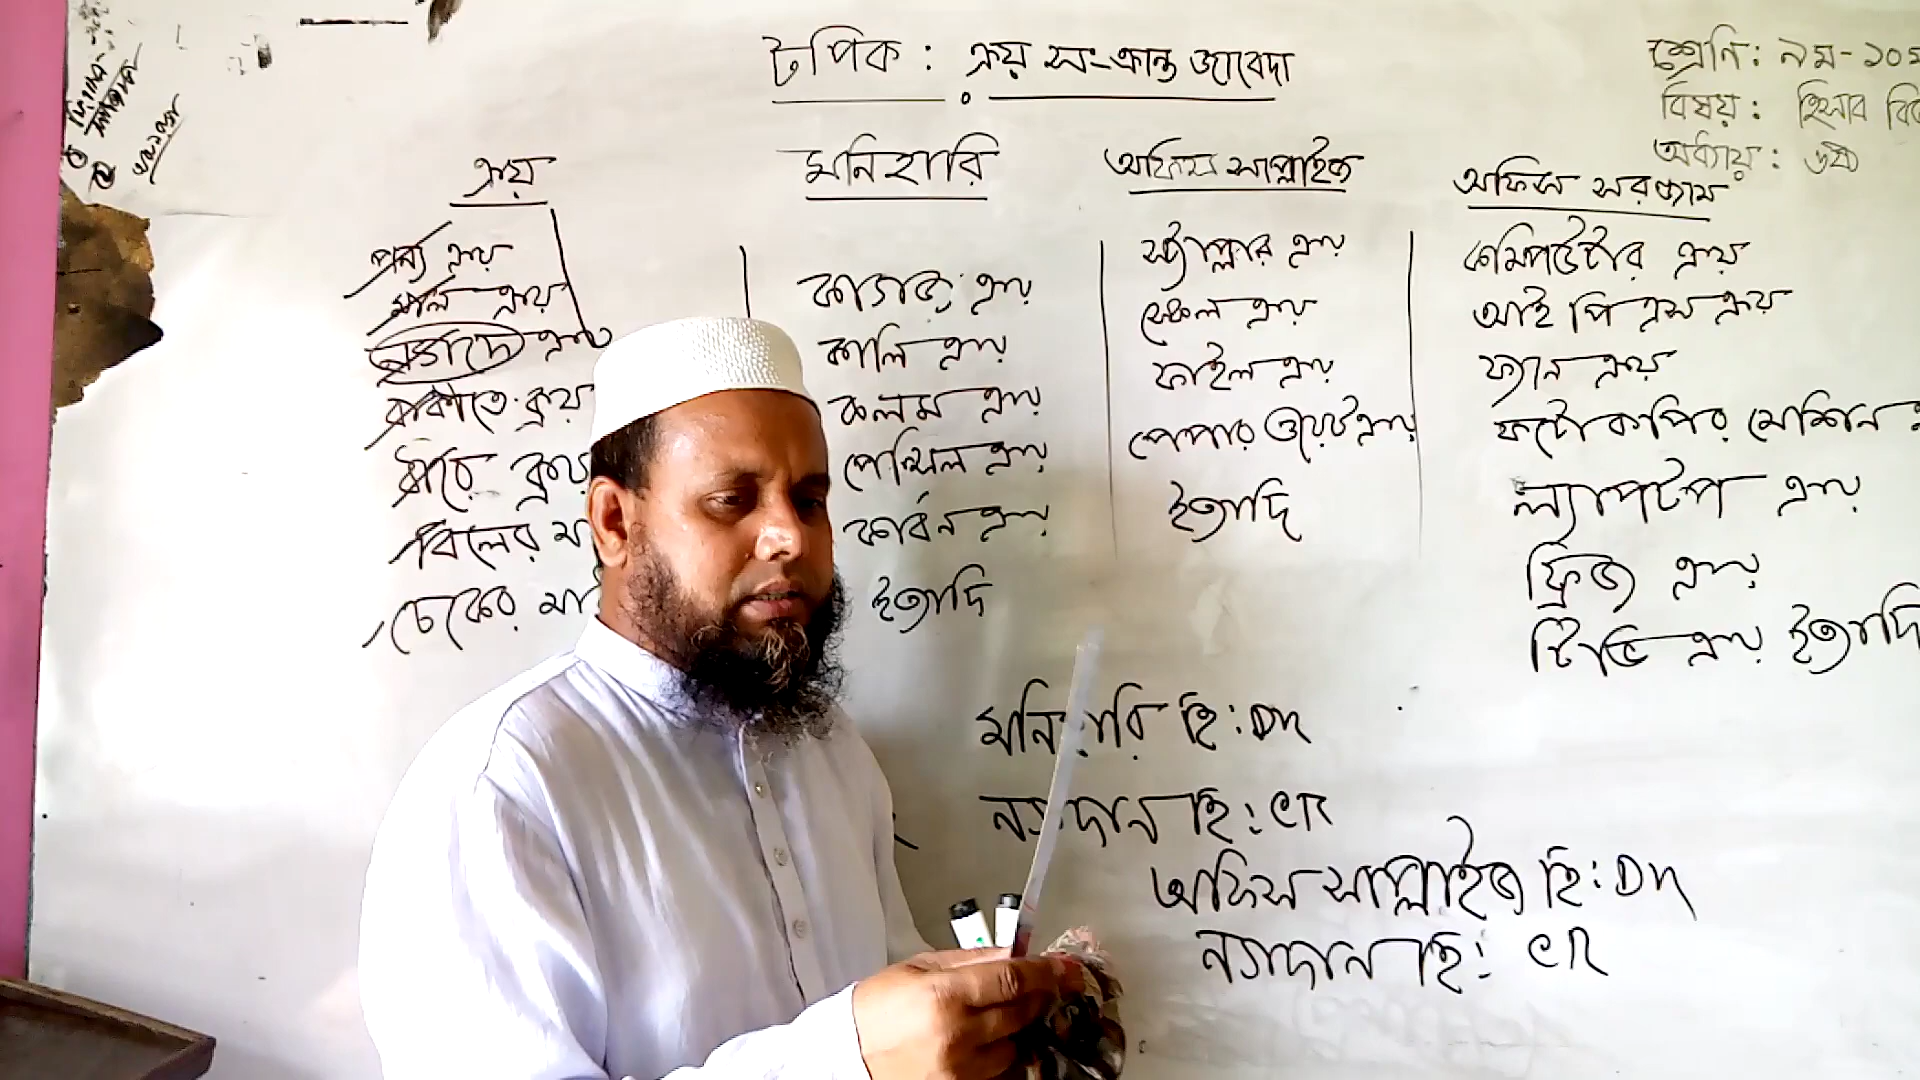 টপিক : ক্রয় সংক্রান্ত জাবেদা
শ্রেণি : ৯ম - ১০ম
বিষয় : হিসাব বি
অধ্যায় : ৬ষ্ঠ
ক্রয়
পন্য ক্রয়
মাল ক্রয়
নগদে ক্রয়
বাকীতে ক্রয়
ধারে ক্রয়
বিলের মা
চেকের মা
মনিহারি
কাগজ ক্রয়
কালি ক্রয়
কলম ক্রয়
পেন্সিল ক্রয়
কার্বন ক্রয়
ইত্যাদি
অফিস সাপ্লাইজ
স্ট্যাপ্লার ক্রয়
স্কেল ক্রয়
ফাইল ক্রয়
পেপার ওয়েট ক্রয়
ইত্যাদি
অফিস সরঞ্জাম
কমিপউটার ক্রয়
আই পি এস ক্রয়
ফ্যান ক্রয়
ফটোকপির মেশিন
ল্যাপটপ ক্রয়
ফ্রিজ ক্রয়
টিভি ক্রয় ইত্যাদি
মনিহারি হি : Dr
নগদান হি : cr
অফিস সাপ্লাইজ হি : Dr
নগদান হি : cr